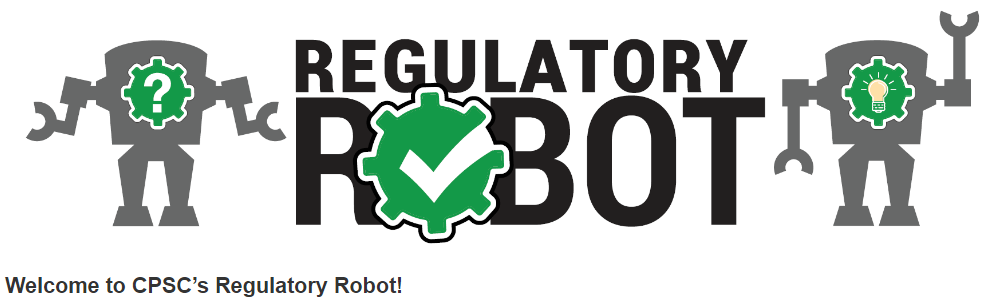 ?
REGULATORY
ROBOT
Welcome to CPSC’s Regulatory Robot!